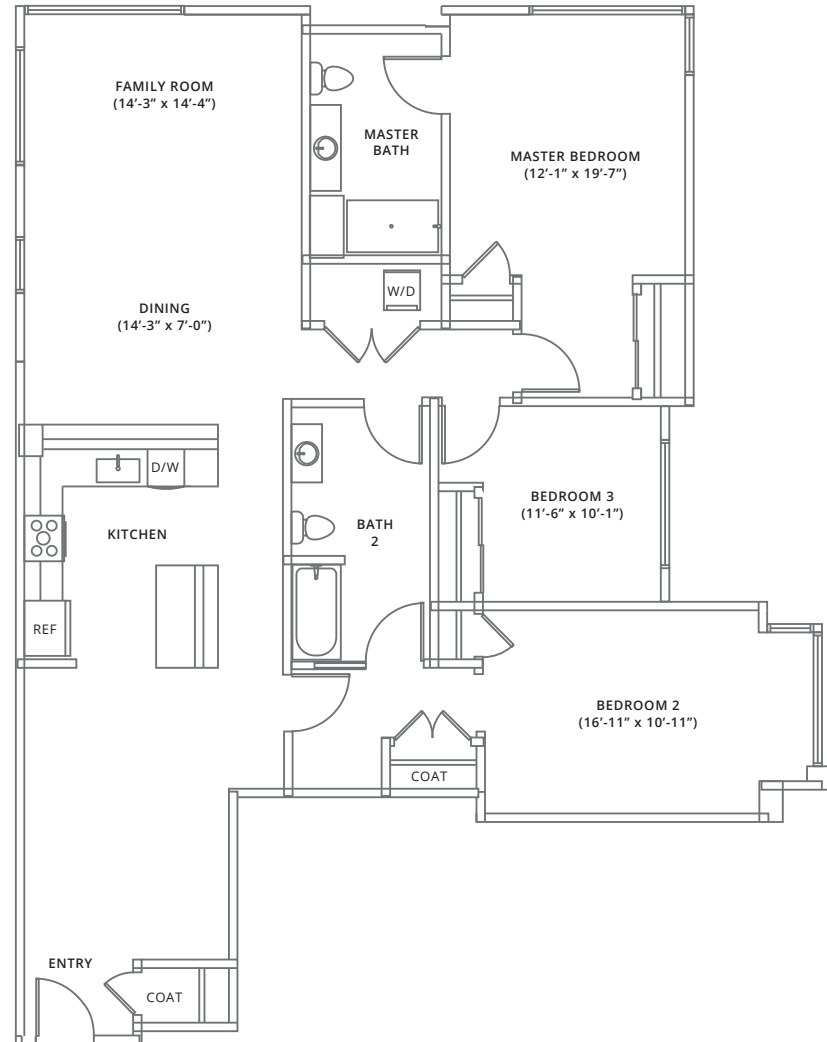 FAMILY ROOM
(14’-3” x 14’-4”)
MASTER
BATH
MASTER BEDROOM
(12’-1” x 19’-7”)
W/D
DINING
(14’-3” x 7’-0”)
D/W
KITCHEN
BEDROOM 3
(11’-6” x 10’-1”)
BATH
2
REF
BEDROOM 2
(16’-11” x 10’-11”)
COAT
ENTRY
COAT